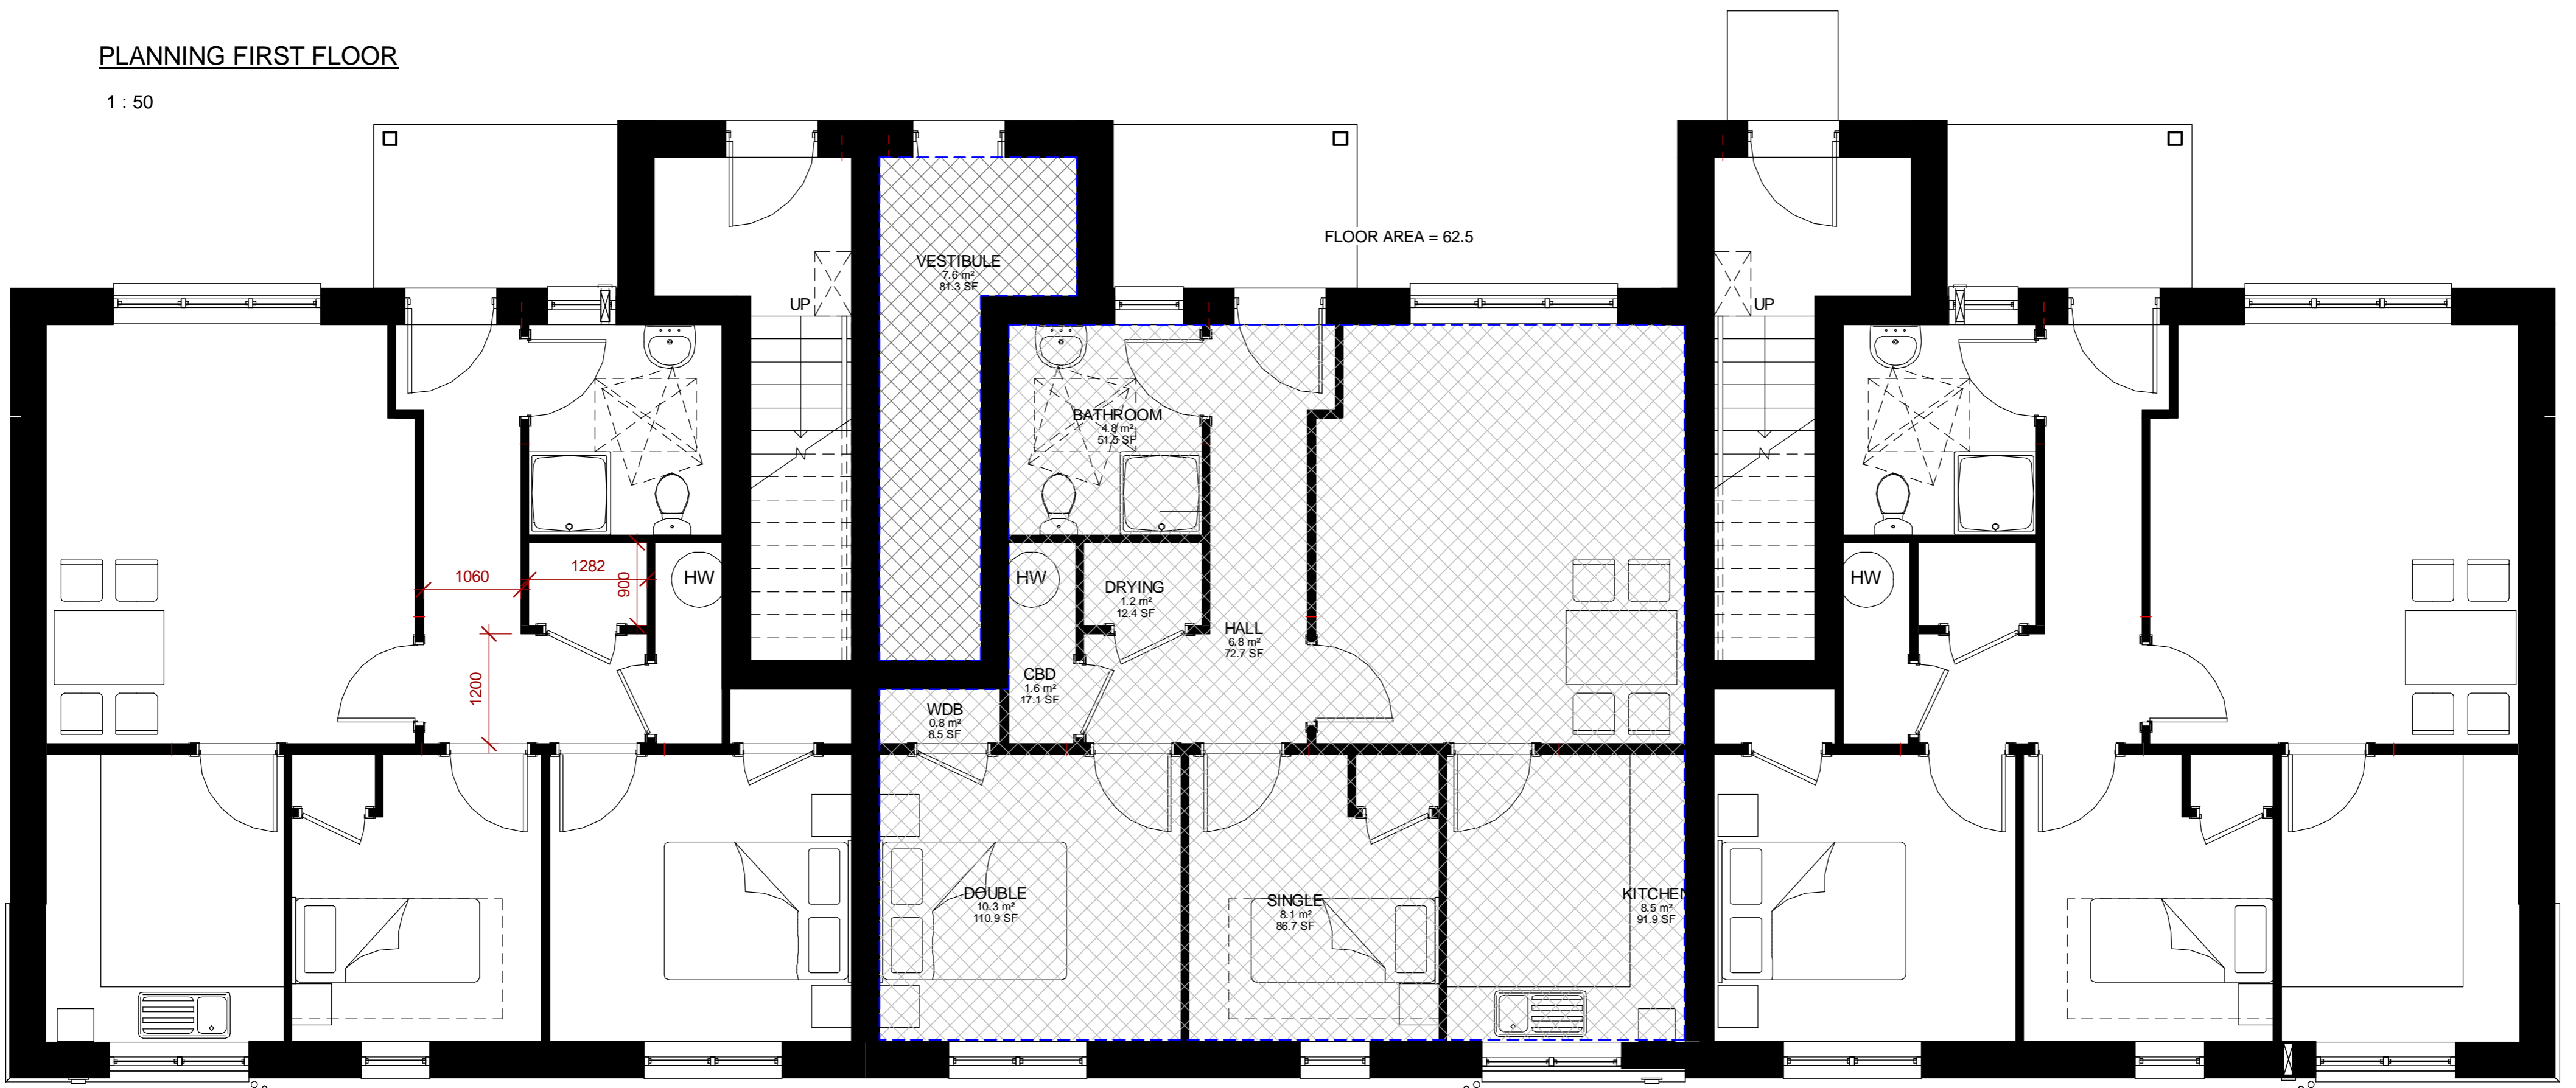 PLANNING FIRST FLOOR
1 : 50
FLOOR AREA = 62.5
VESTIBULE
7.6 m²
81.3 SF
UP
UP
BATHROOM
4.8 m²
51.5 SF
1060
1282
900
HW
HW
HW
DRYING
1.2 m²
12.4 SF
HALL
6.8 m²
72.7 SF
1200
CBD
1.6 m²
17.1 SF
WDB
0.8 m²
8.5 SF
DOUBLE
10.3 m²
110.9 SF
SINGLE
8.1 m²
86.7 SF
KITCHEN
8.5 m²
91.9 SF